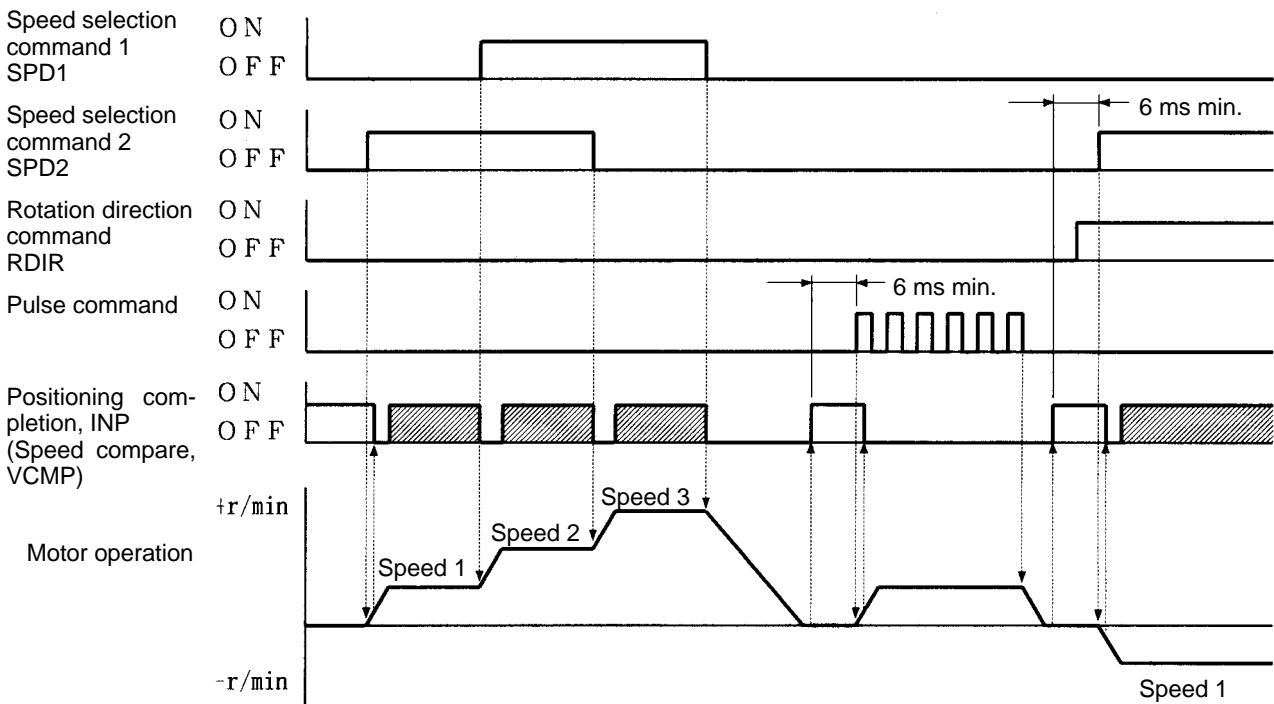 Speed selection
command 1
SPD1
ON
OFF
Speed selection
command 2
SPD2
ON
OFF
6 ms min.
Rotation direction
command
RDIR
ON
OFF
Pulse command
ON
OFF
6 ms min.
Positioning com-
pletion, INP
(Speed compare,
VCMP)
ON
OFF
Motor operation
+r/min
Speed 1
Speed 2
Speed 3
-r/min
Speed 1